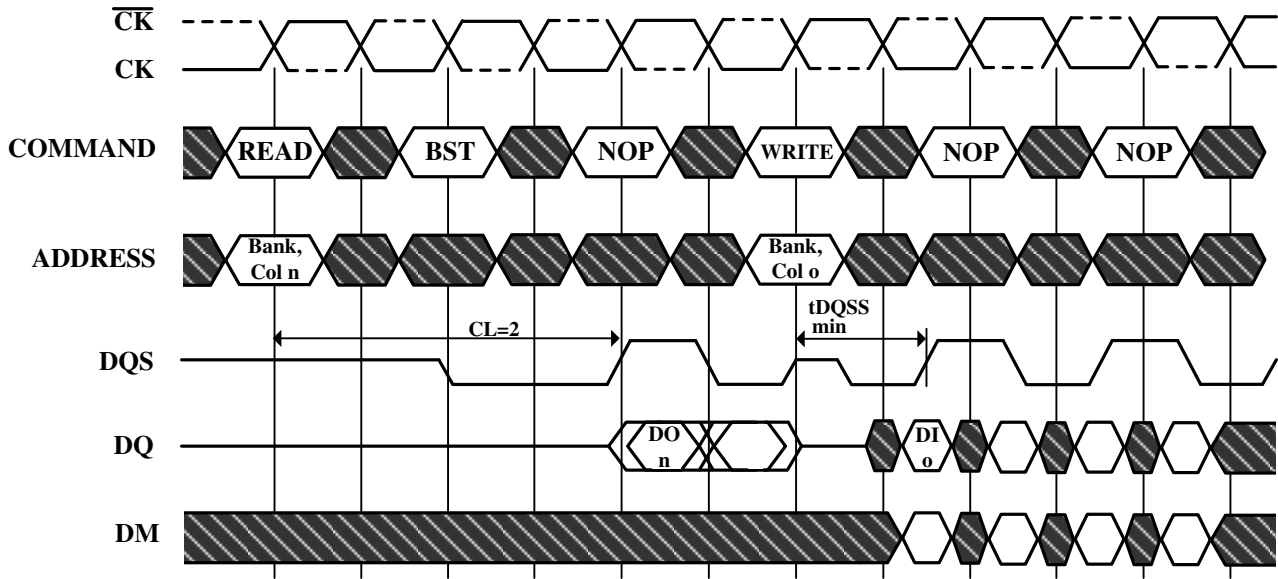 CK
CK
COMMAND
READ
BST
NOP
WRITE
NOP
NOP
ADDRESS
Bank,
Col n
Bank,
Col o
CL=2
tDQSS
min
DQS
DQ
DO
n
DI
o
DM